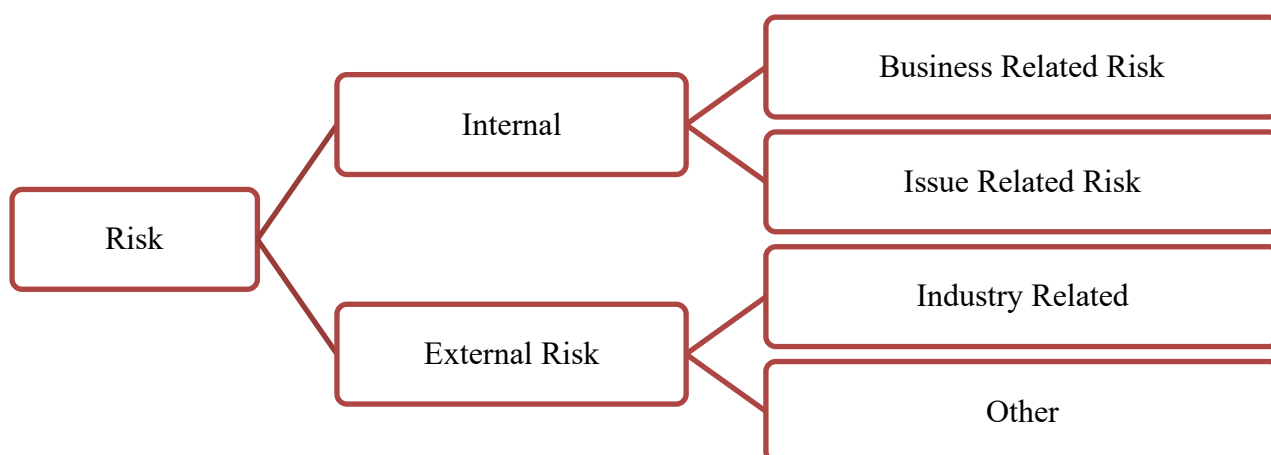 Risk
Internal
Business Related Risk
Issue Related Risk
External Risk
Industry Related
Other